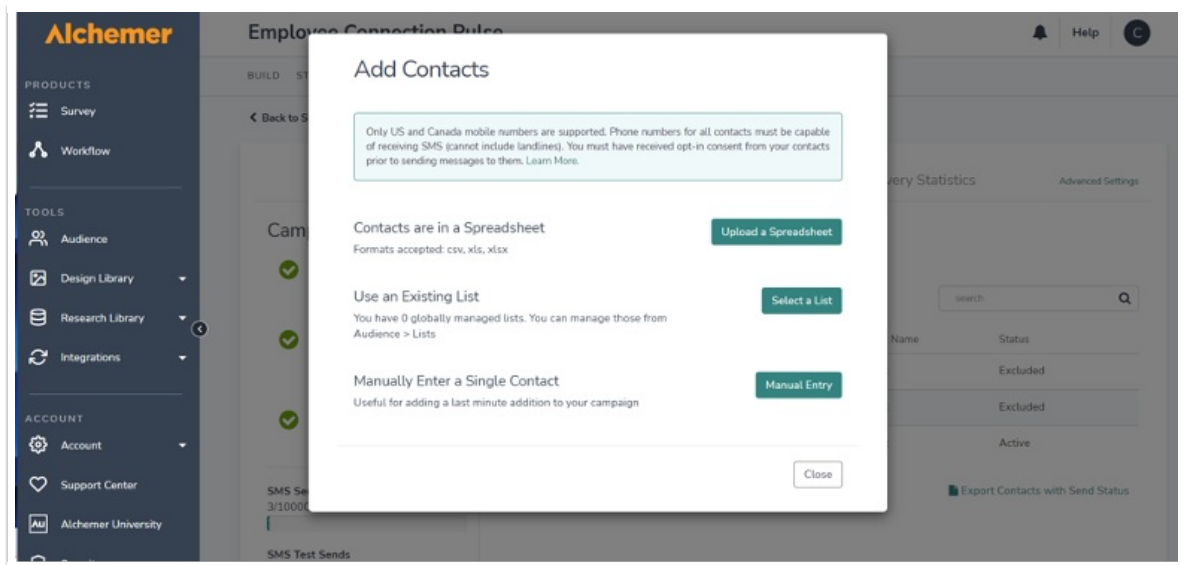 Alchemer
Employee Connection Pulse
Help
C
PRODUCTS
Survey
Workflow
TOOLS
Audience
Design Library
Research Library
Integrations
ACCOUNT
Account
Support Center
Au
Alchemer University
BUILD
Back to S
Cam
SMS Se
3/10000
SMS Test Sends
Add Contacts
Only US and Canada mobile numbers are supported. Phone numbers for all contacts must be capable
of receiving SMS (cannot include landlines). You must have received opt-in consent from your contacts
prior to sending messages to them. Learn More.
Contacts are in a Spreadsheet
Formats accepted: csv, xls, xlsx
Upload a Spreadsheet
Use an Existing List
You have 0 globally managed lists. You can manage those from
Audience > Lists
Select a List
Manually Enter a Single Contact
Useful for adding a last minute addition to your campaign
Manual Entry
Close
very Statistics
Advanced Settings
search
Name
Status
Excluded
Excluded
Active
Export Contacts with Send Status